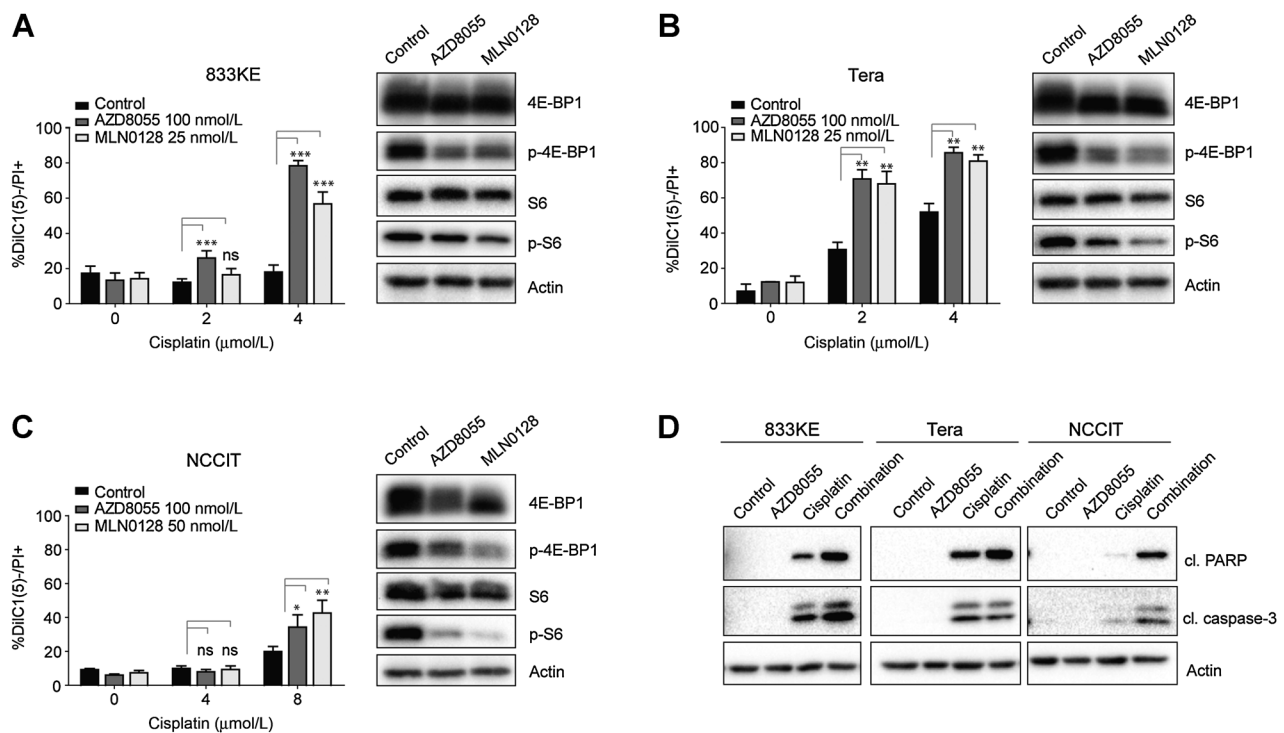 A
833KE
Control
AZD8055 100 nmol/L
MLN0128 25 nmol/L
%DilC1(5)-/PI+
100
80
60
40
20
0
*** ns
*** ***
0 2 4
Cisplatin (μmol/L)
Control AZD8055 MLN0128
4E-BP1
p-4E-BP1
S6
p-S6
Actin
B
Tera
Control
AZD8055 100 nmol/L
MLN0128 25 nmol/L
%DilC1(5)-/PI+
100
80
60
40
20
0
** **
** **
0 2 4
Cisplatin (μmol/L)
Control AZD8055 MLN0128
4E-BP1
p-4E-BP1
S6
p-S6
Actin
C
NCCIT
Control
AZD8055 100 nmol/L
MLN0128 50 nmol/L
%DilC1(5)-/PI+
100
80
60
40
20
0
ns ns
* **
0 4 8
Cisplatin (μmol/L)
Control AZD8055 MLN0128
4E-BP1
p-4E-BP1
S6
p-S6
Actin
D
833KE Tera NCCIT
Control AZD8055 Cisplatin Combination Control AZD8055 Cisplatin Combination Control AZD8055 Cisplatin Combination
cl. PARP
cl. caspase-3
Actin